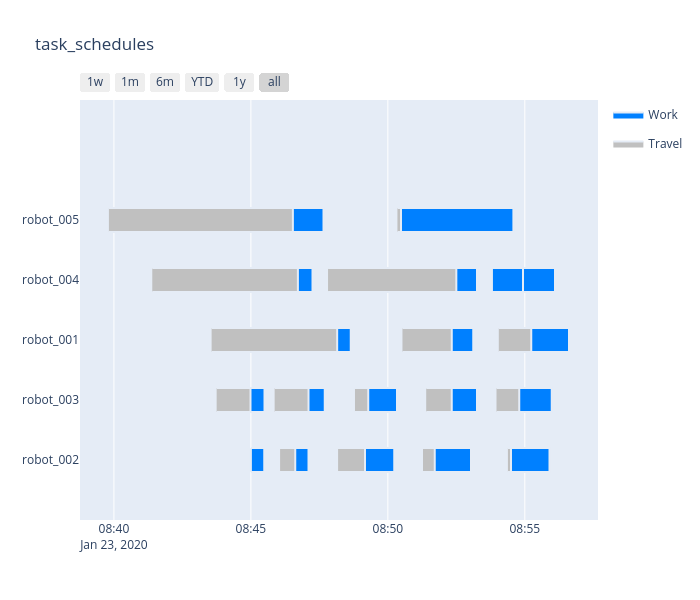 task_schedules
1w 1m 6m YTD 1y all
Work
Travel
robot_005
robot_004
robot_001
robot_003
robot_002
08:40 08:45 08:50 08:55
Jan 23, 2020